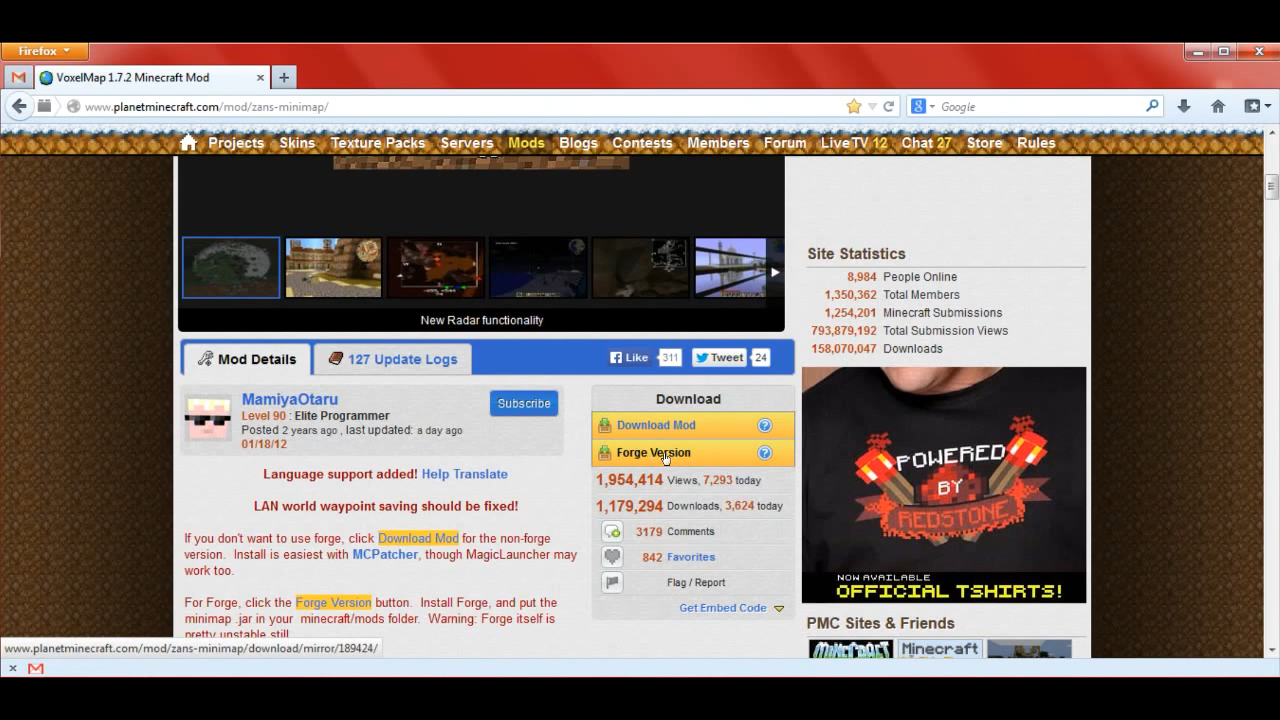 Firefox
VoxelMap 1.7.2 Minecraft Mod
www.planetminecraft.com/mod/zans-minimap/
Google
Projects Skins Texture Packs Servers Mods Blogs Contests Members Forum LiveTV 12 Chat 27 Store Rules
New Radar functionality
Mod Details
127 Update Logs
Like 311
Tweet 24
MamiyaOtaru
Level 90 : Elite Programmer
Posted 2 years ago , last updated: a day ago
01/18/12
Subscribe
Language support added! Help Translate
LAN world waypoint saving should be fixed!
If you don't want to use forge, click Download Mod for the non-forge
version. Install is easiest with MCPatcher, though MagicLauncher may
work too.
For Forge, click the Forge Version button. Install Forge, and put the
minimap .jar in your minecraft/mods folder. Warning: Forge itself is
pretty unstable still
Download
Download Mod ?
Forge Version ?
1,954,414 Views, 7,293 today
1,179,294 Downloads, 3,624 today
3179 Comments
842 Favorites
Flag / Report
Get Embed Code
Site Statistics
8,984 People Online
1,350,362 Total Members
1,254,201 Minecraft Submissions
793,879,192 Total Submission Views
158,070,047 Downloads
POWERED
BY
REDSTONE
NOW AVAILABLE
OFFICIAL TSHIRTS!
PMC Sites & Friends
MINECRAFT
Minecraft
www.planetminecraft.com/mod/zans-minimap/download/mirror/189424/